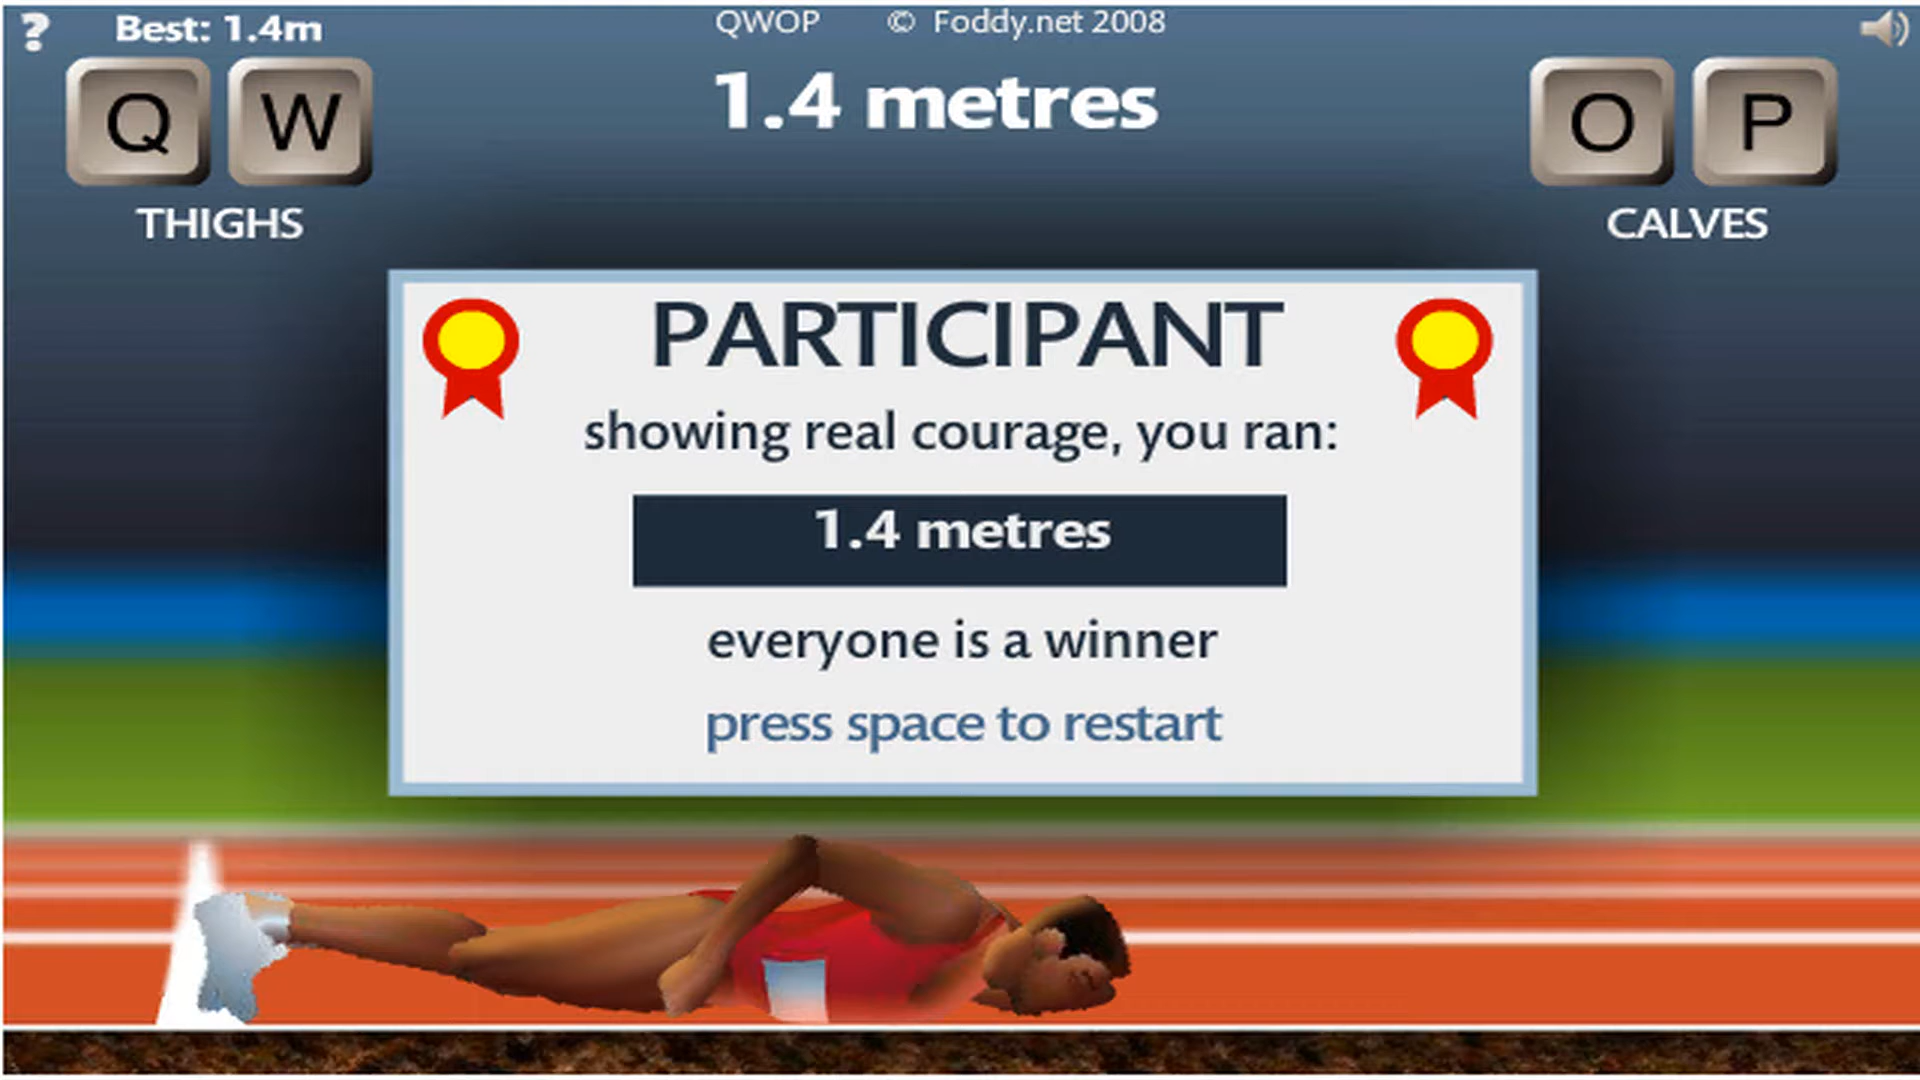 ?
Best: 1.4m
QWOP © Foddy.net 2008
1.4 metres
Q W
THIGHS
O P
CALVES
PARTICIPANT
showing real courage, you ran:
1.4 metres
everyone is a winner
press space to restart